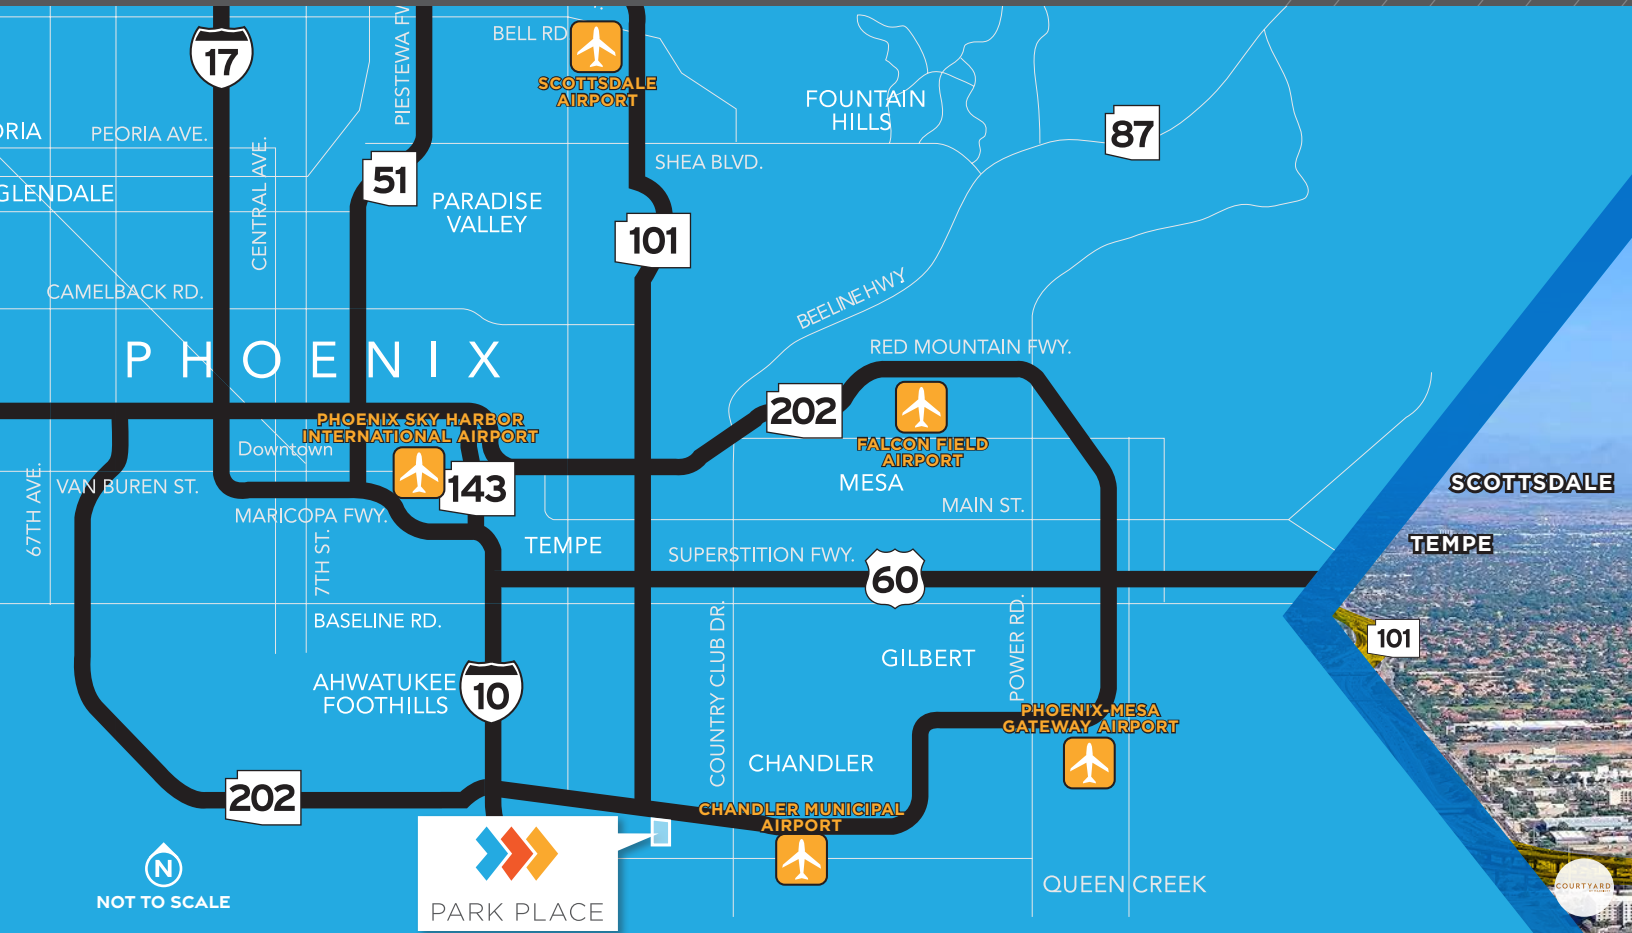 17
PIESTEWA FW
BELL RD
SCOTTSDALE
AIRPORT
FOUNTAIN
HILLS
87
ORIA
PEORIA AVE.
CENTRAL AVE.
SHEA BLVD.
51
GLENDALE
PARADISE
VALLEY
101
CAMELBACK RD.
BEELINE HWY
PHOENIX
RED MOUNTAIN FWY.
202
PHOENIX SKY HARBOR
INTERNATIONAL AIRPORT
Downtown
FALCON FIELD
AIRPORT
143
MESA
SCOTTSDALE
67TH AVE.
VAN BUREN ST.
MARICOPA FWY.
MAIN ST.
7TH ST.
TEMPE
SUPERSTITION FWY.
60
TEMPE
BASELINE RD.
COUNTRY CLUB DR.
POWER RD.
101
GILBERT
AHWATUKEE
FOOTHILLS
10
PHOENIX-MESA
GATEWAY AIRPORT
CHANDLER
202
CHANDLER MUNICIPAL
AIRPORT
N
NOT TO SCALE
PARK PLACE
QUEEN CREEK
COURTYARD